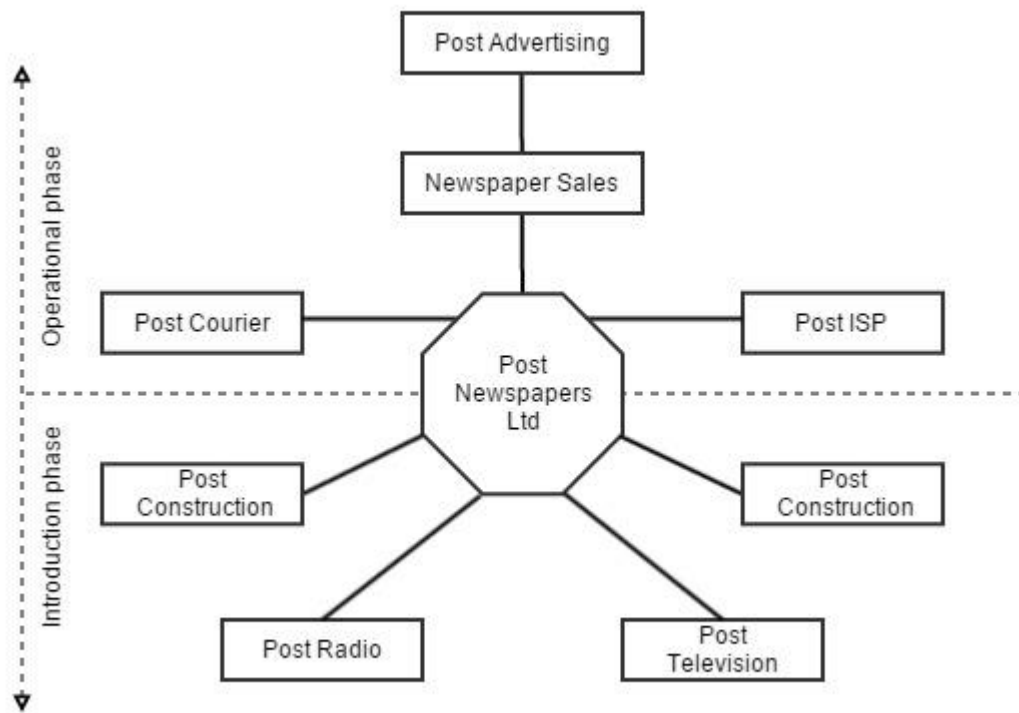 Post Advertising
Newspaper Sales
Operational phase
Post Courier
Post ISP
Post
Newspapers
Ltd
Introduction phase
Post
Construction
Post
Construction
Post Radio
Post
Television